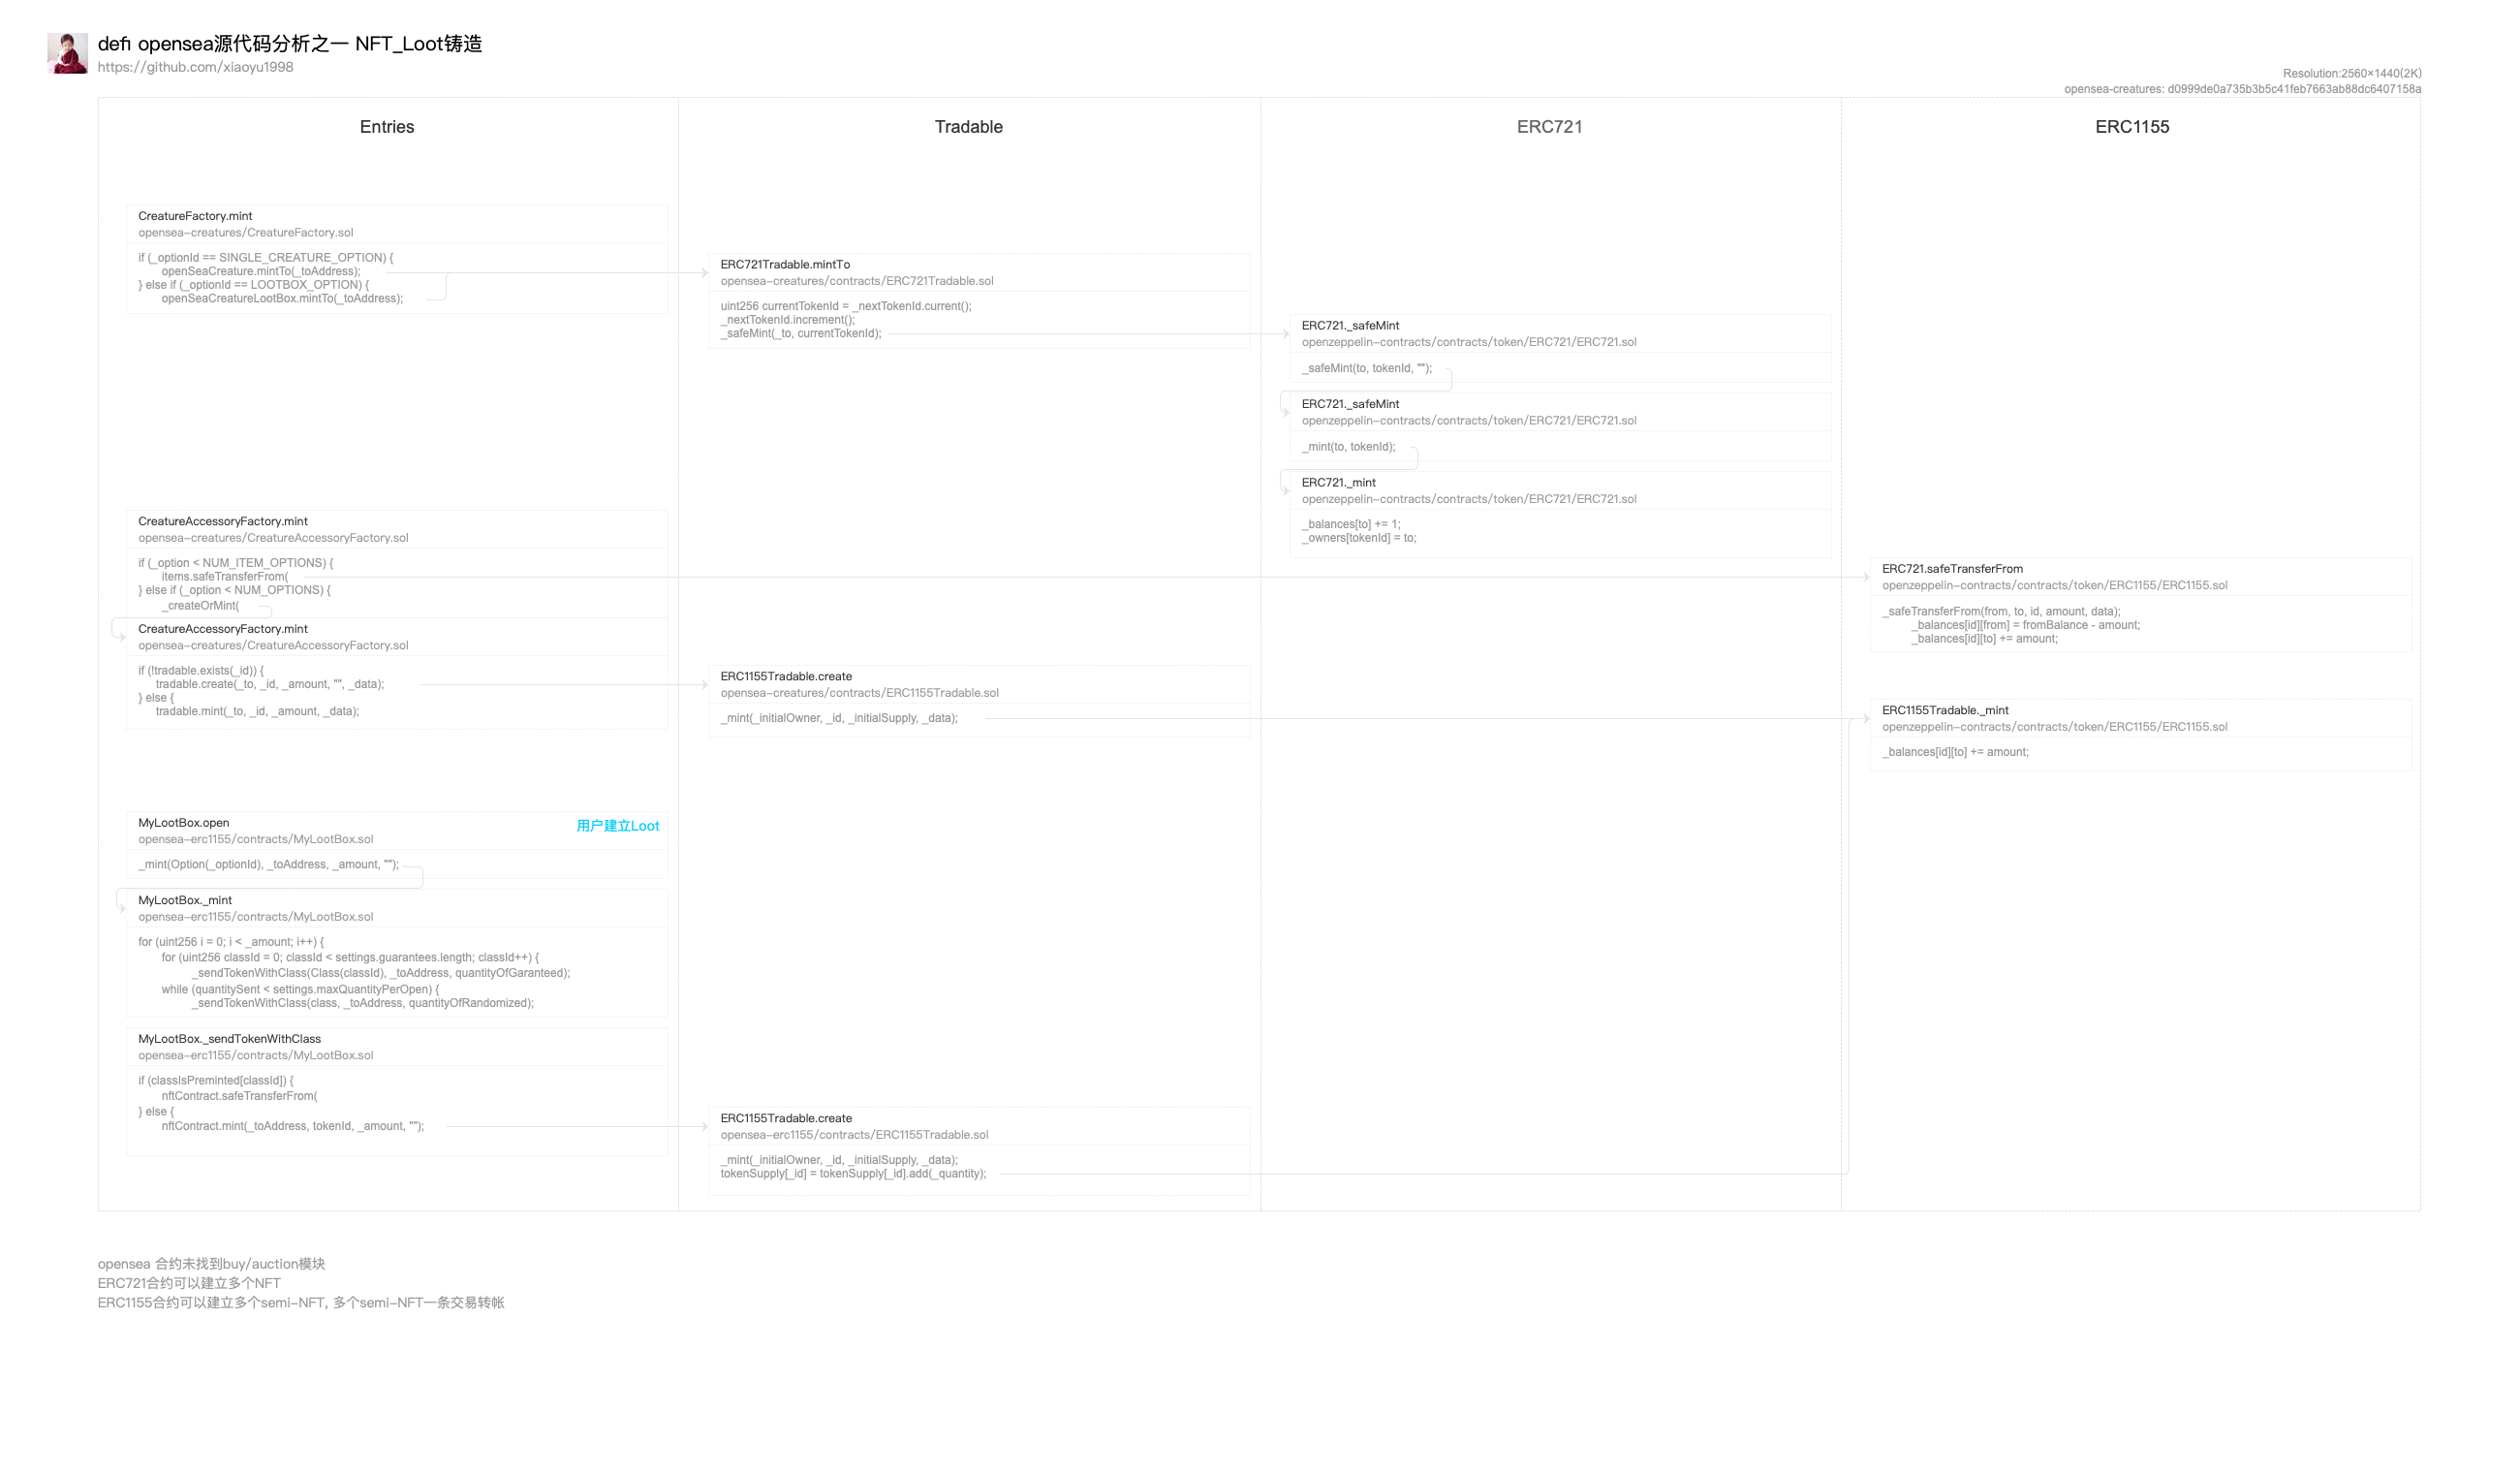 defi opensea源代码分析之一 NFT_Loot铸造
https://github.com/xiaoyu1998
Resolution:2560×1440(2K)
opensea-creatures: d0999de0a735b3b5c41feb7663ab88dc6407158a
Entries
Tradable
ERC721
ERC1155
CreatureFactory.mint
opensea-creatures/CreatureFactory.sol
if (_optionId == SINGLE_CREATURE_OPTION) {
openSeaCreature.mintTo(_toAddress);
} else if (_optionId == LOOTBOX_OPTION) {
openSeaCreatureLootBox.mintTo(_toAddress);
ERC721Tradable.mintTo
opensea-creatures/contracts/ERC721Tradable.sol
uint256 currentTokenId = _nextTokenId.current();
_nextTokenId.increment();
_safeMint(_to, currentTokenId);
ERC721._safeMint
openzeppelin-contracts/contracts/token/ERC721/ERC721.sol
_safeMint(to, tokenId, "");
ERC721._safeMint
openzeppelin-contracts/contracts/token/ERC721/ERC721.sol
_mint(to, tokenId);
ERC721._mint
openzeppelin-contracts/contracts/token/ERC721/ERC721.sol
_balances[to] += 1;
_owners[tokenId] = to;
CreatureAccessoryFactory.mint
opensea-creatures/CreatureAccessoryFactory.sol
if (_option < NUM_ITEM_OPTIONS) {
items.safeTransferFrom(
} else if (_option < NUM_OPTIONS) {
_createOrMint(
ERC721.safeTransferFrom
openzeppelin-contracts/contracts/token/ERC1155/ERC1155.sol
_safeTransferFrom(from, to, id, amount, data);
_balances[id][from] = fromBalance - amount;
_balances[id][to] += amount;
CreatureAccessoryFactory.mint
opensea-creatures/CreatureAccessoryFactory.sol
if (!tradable.exists(_id)) {
tradable.create(_to, _id, _amount, "", _data);
} else {
tradable.mint(_to, _id, _amount, _data);
ERC1155Tradable.create
opensea-creatures/contracts/ERC1155Tradable.sol
_mint(_initialOwner, _id, _initialSupply, _data);
ERC1155Tradable._mint
openzeppelin-contracts/contracts/token/ERC1155/ERC1155.sol
_balances[id][to] += amount;
MyLootBox.open
用户建立Loot
opensea-erc1155/contracts/MyLootBox.sol
_mint(Option(_optionId), _toAddress, _amount, "");
MyLootBox._mint
opensea-erc1155/contracts/MyLootBox.sol
for (uint256 i = 0; i < _amount; i++) {
for (uint256 classId = 0; classId < settings.guarantees.length; classId++) {
_sendTokenWithClass(Class(classId), _toAddress, quantityOfGaranteed);
while (quantitySent < settings.maxQuantityPerOpen) {
_sendTokenWithClass(class, _toAddress, quantityOfRandomized);
MyLootBox._sendTokenWithClass
opensea-erc1155/contracts/MyLootBox.sol
if (classIsPreminted[classId]) {
nftContract.safeTransferFrom(
} else {
nftContract.mint(_toAddress, tokenId, _amount, "");
ERC1155Tradable.create
opensea-erc1155/contracts/ERC1155Tradable.sol
_mint(_initialOwner, _id, _initialSupply, _data);
tokenSupply[_id] = tokenSupply[_id].add(_quantity);
opensea 合约未找到buy/auction模块
ERC721合约可以建立多个NFT
ERC1155合约可以建立多个semi-NFT, 多个semi-NFT一条交易转帐